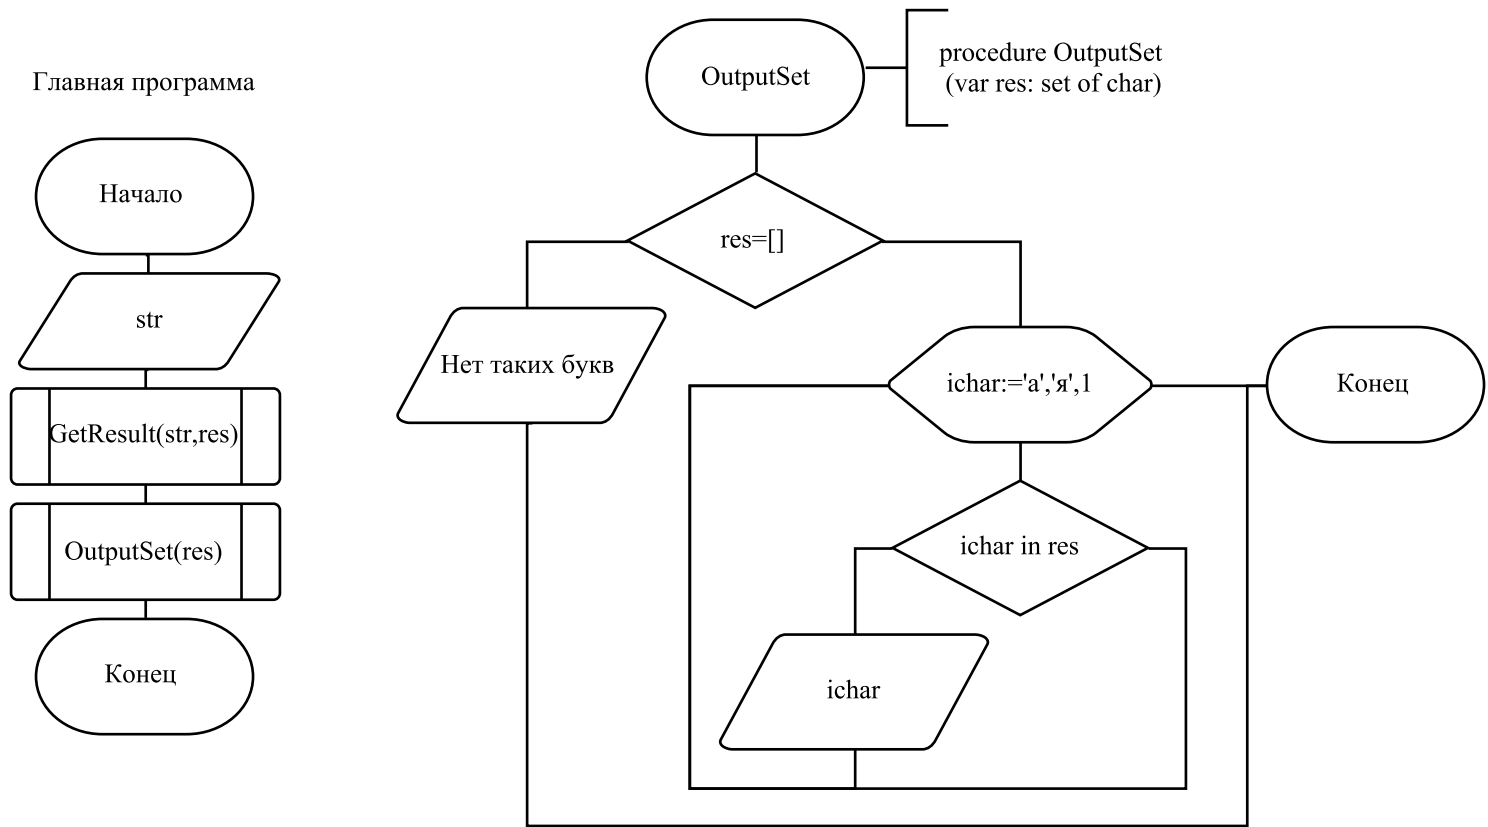 Главная программа
Начало
str
GetResult(str,res)
OutputSet(res)
Конец
OutputSet
procedure OutputSet
(var res: set of char)
res=[]
Нет таких букв
ichar:='а','я',1
Конец
ichar in res
ichar